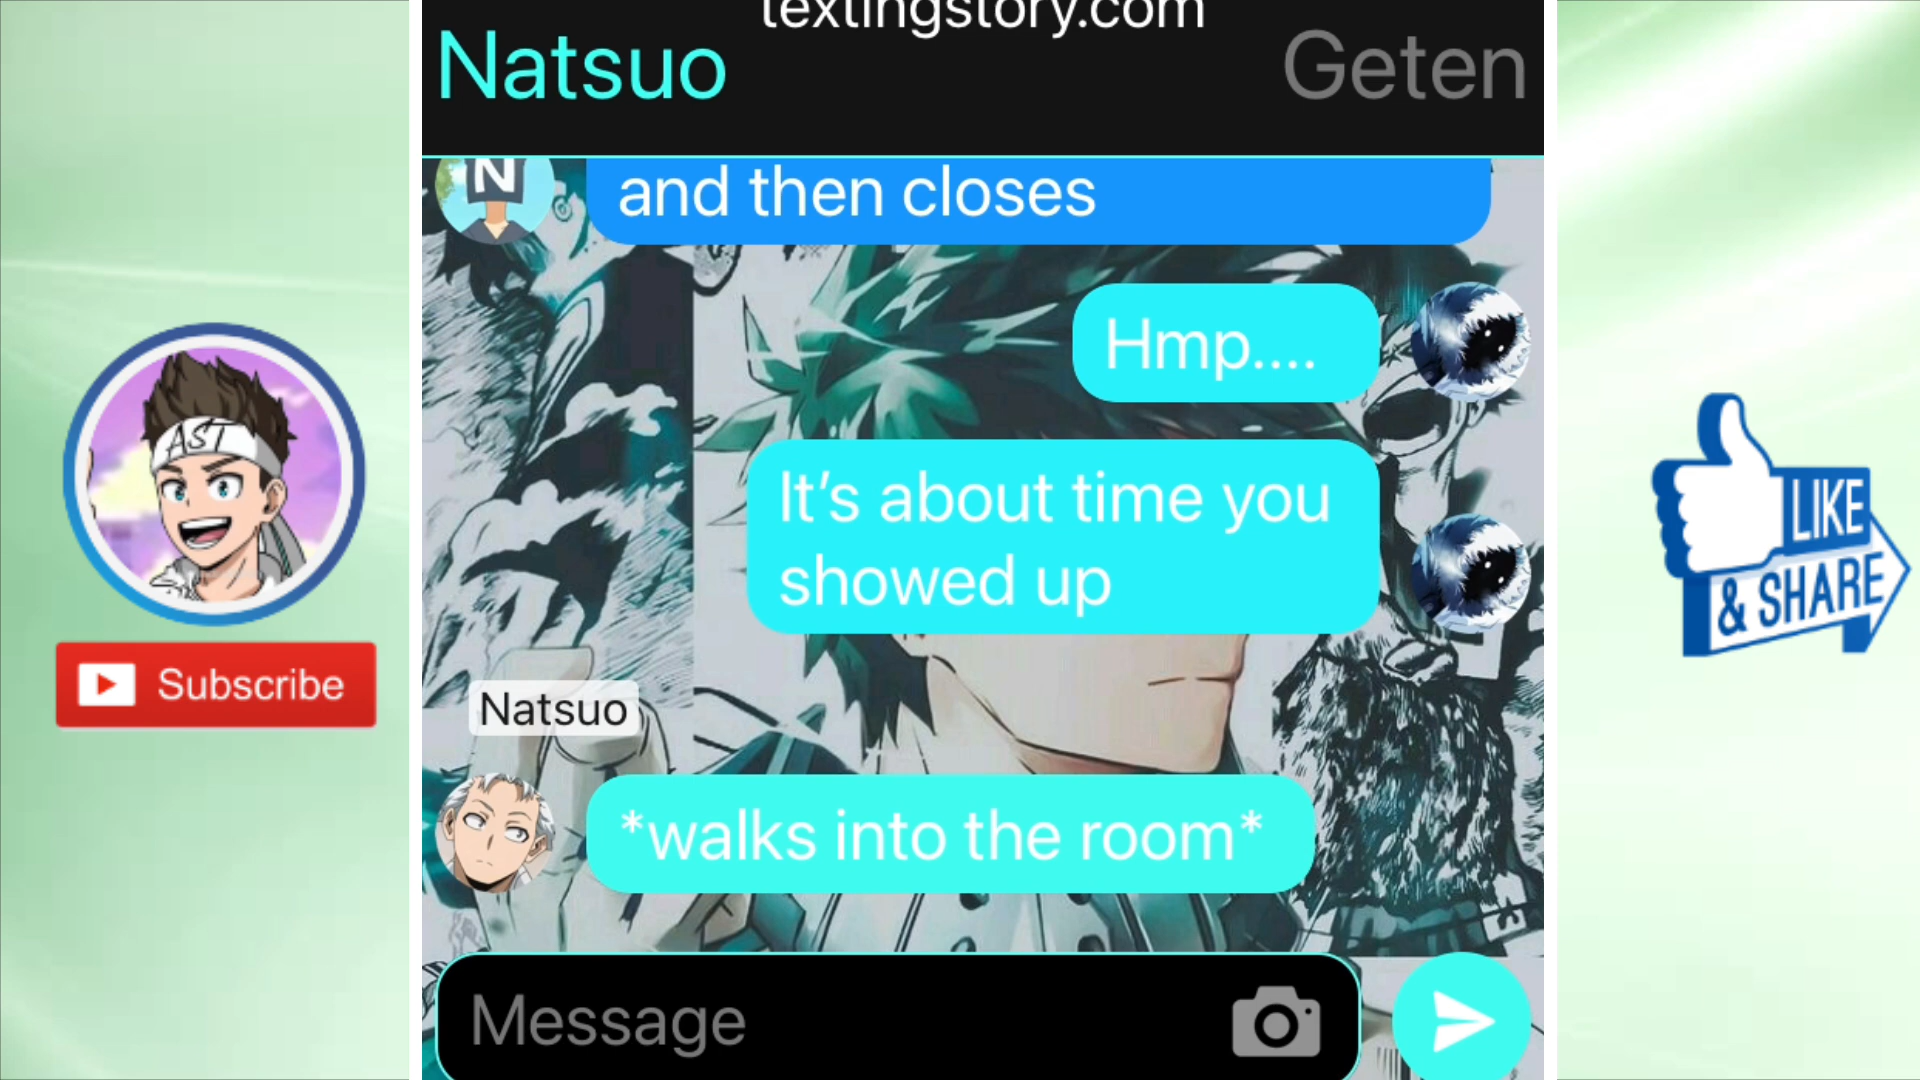 textingstory.com
Natsuo
Geten
N
and then closes
Hmp....
It’s about time you
showed up
Natsuo
*walks into the room*
Message
AST
Subscribe
LIKE
& SHARE